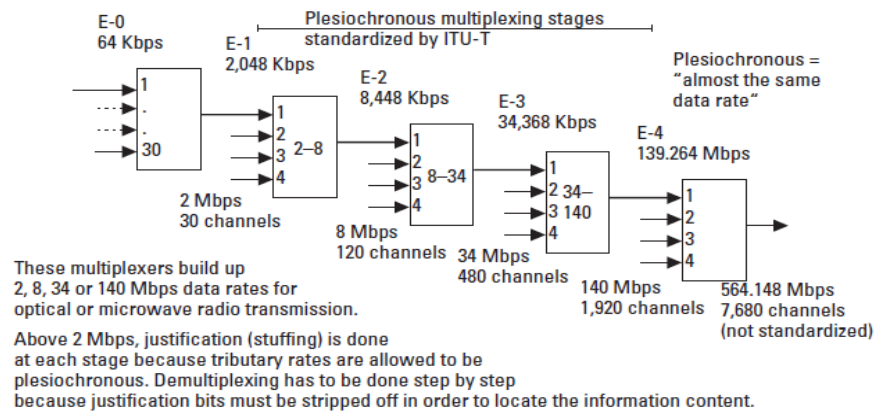 E-0
64 Kbps
Plesiochronous multiplexing stages
standardized by ITU-T
E-1
2,048 Kbps
E-2
8,448 Kbps
E-3
34,368 Kbps
E-4
139.264 Mbps
Plesiochronous =
“almost the same
data rate“
1
.
.
30
1
2
3
4
2–8
1
2
3
4
8–34
1
2
3
4
34–
140
1
2
3
4
2 Mbps
30 channels
8 Mbps
120 channels
34 Mbps
480 channels
140 Mbps
1,920 channels
564.148 Mbps
7,680 channels
(not standardized)
These multiplexers build up
2, 8, 34 or 140 Mbps data rates for
optical or microwave radio transmission.
Above 2 Mbps, justification (stuffing) is done
at each stage because tributary rates are allowed to be
plesiochronous. Demultiplexing has to be done step by step
because justification bits must be stripped off in order to locate the information content.